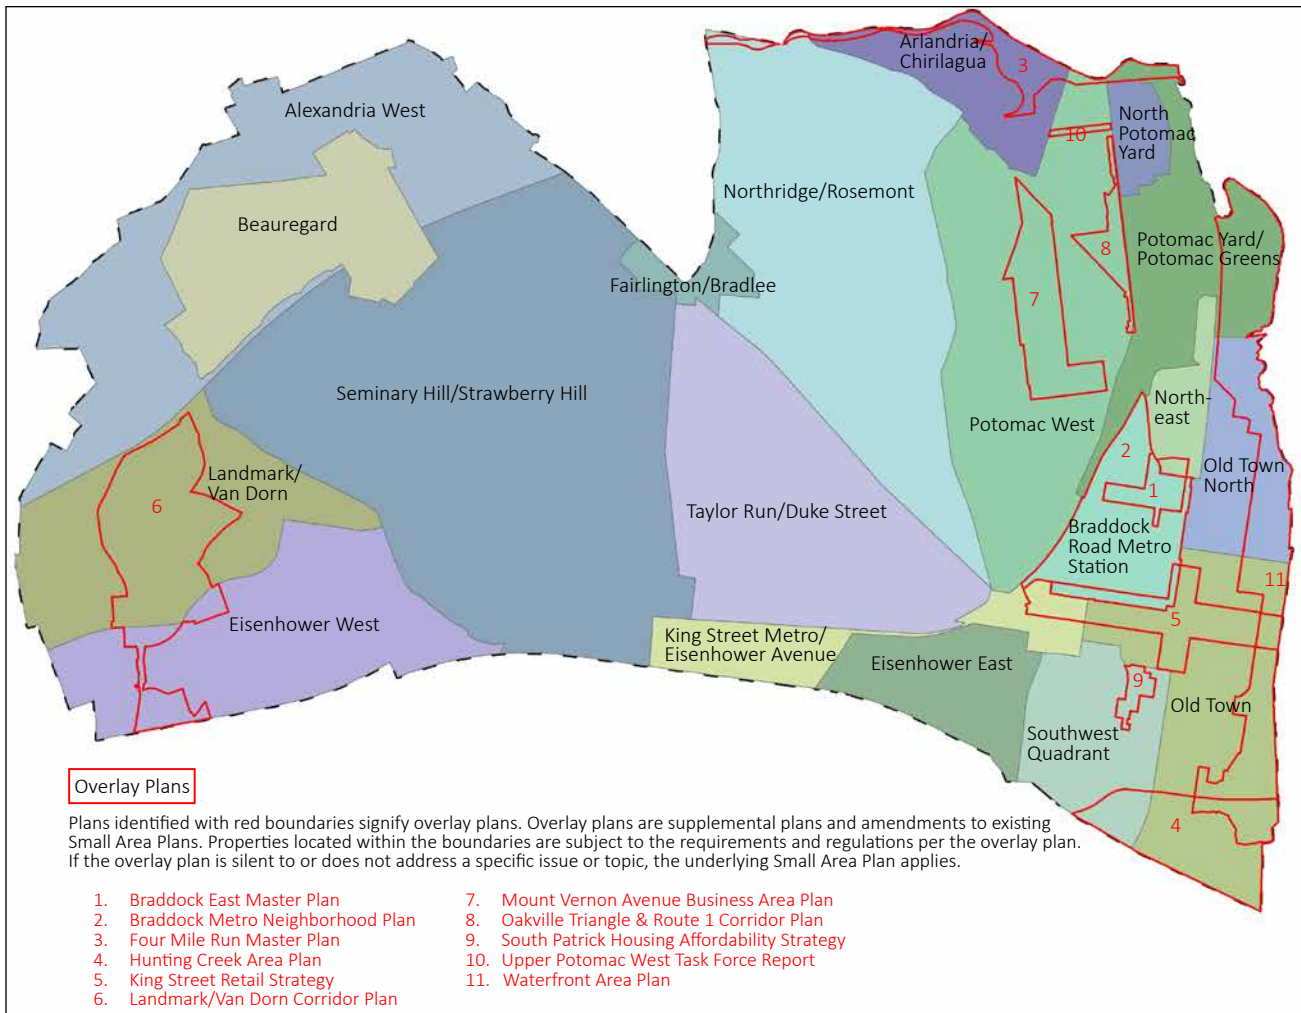 Arlandria/
Chirilagua
3
Alexandria West
North
Potomac
Yard
10
Northridge/Rosemont
Beauregard
Potomac Yard/
Potomac Greens
8
Fairlington/Bradlee
7
Seminary Hill/Strawberry Hill
North-
east
Potomac West
2
Landmark/
Van Dorn
Old Town
North
1
6
Taylor Run/Duke Street
Braddock
Road Metro
Station
11
5
Eisenhower West
King Street Metro/
Eisenhower Avenue
Eisenhower East
9
Old Town
Southwest
Quadrant
4
Overlay Plans
Plans identified with red boundaries signify overlay plans. Overlay plans are supplemental plans and amendments to existing
Small Area Plans. Properties located within the boundaries are subject to the requirements and regulations per the overlay plan.
If the overlay plan is silent to or does not address a specific issue or topic, the underlying Small Area Plan applies.
1. Braddock East Master Plan
2. Braddock Metro Neighborhood Plan
3. Four Mile Run Master Plan
4. Hunting Creek Area Plan
5. King Street Retail Strategy
6. Landmark/Van Dorn Corridor Plan
7. Mount Vernon Avenue Business Area Plan
8. Oakville Triangle & Route 1 Corridor Plan
9. South Patrick Housing Affordability Strategy
10. Upper Potomac West Task Force Report
11. Waterfront Area Plan